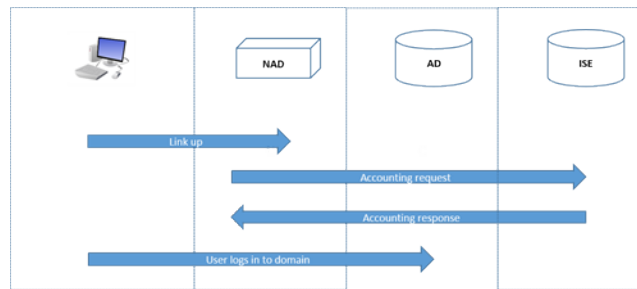 NAD
AD
ISE
Link up
Accounting request
Accounting response
User logs in to domain